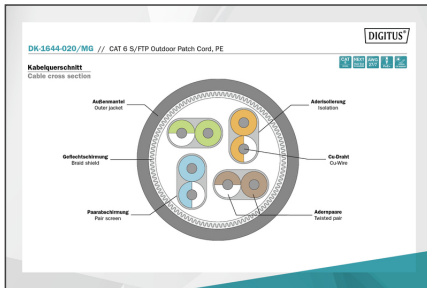 DIGITUS
DK-1644-020/MG // CAT 6 S/FTP Outdoor Patch Cord, PE
Kabelquerschnitt
Cable cross section
Außenmantel
Outer jacket
Aderisolierung
Isolation
Geflechtschirmung
Braid shield
Cu-Draht
Cu-Wire
Paarabschirmung
Pair screen
Adernpaare
Twisted pair